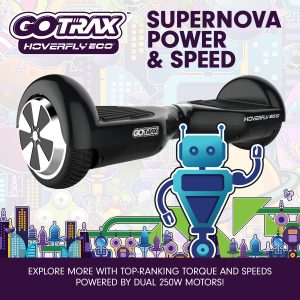 GOTRAX
HOVERFLY ECO
SUPERNOVA
POWER
& SPEED
HOVERFLY ECO
GOTRAX
EXPLORE MORE WITH TOP-RANKING TORQUE AND SPEEDS
POWERED BY DUAL 250W MOTORS!